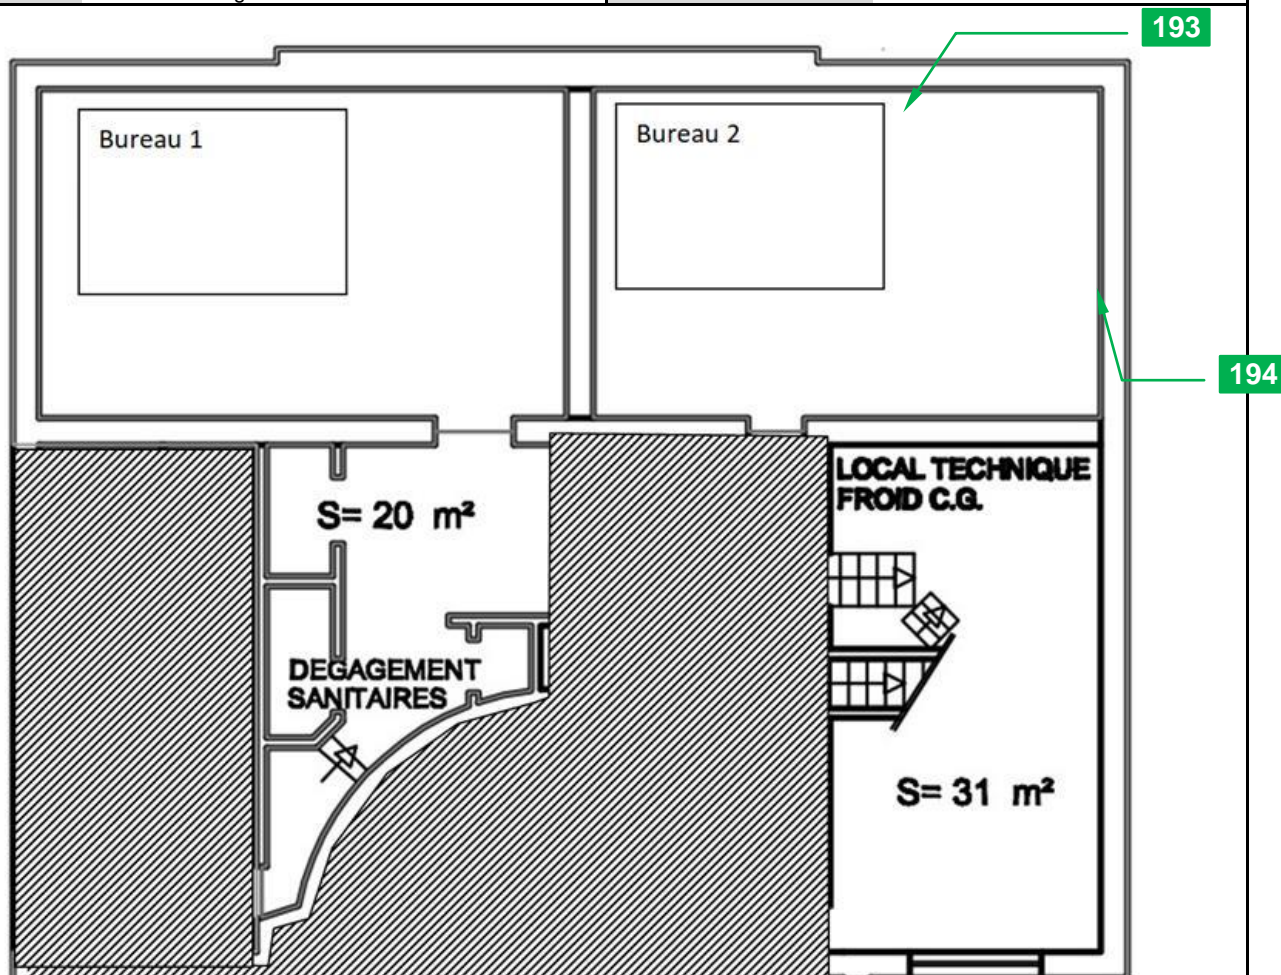 193
Bureau 1
Bureau 2
194
LOCAL TECHNIQUE
FROID C.G.
S= 20 m²
DEGAGEMENT
SANITAIRES
S= 31 m²